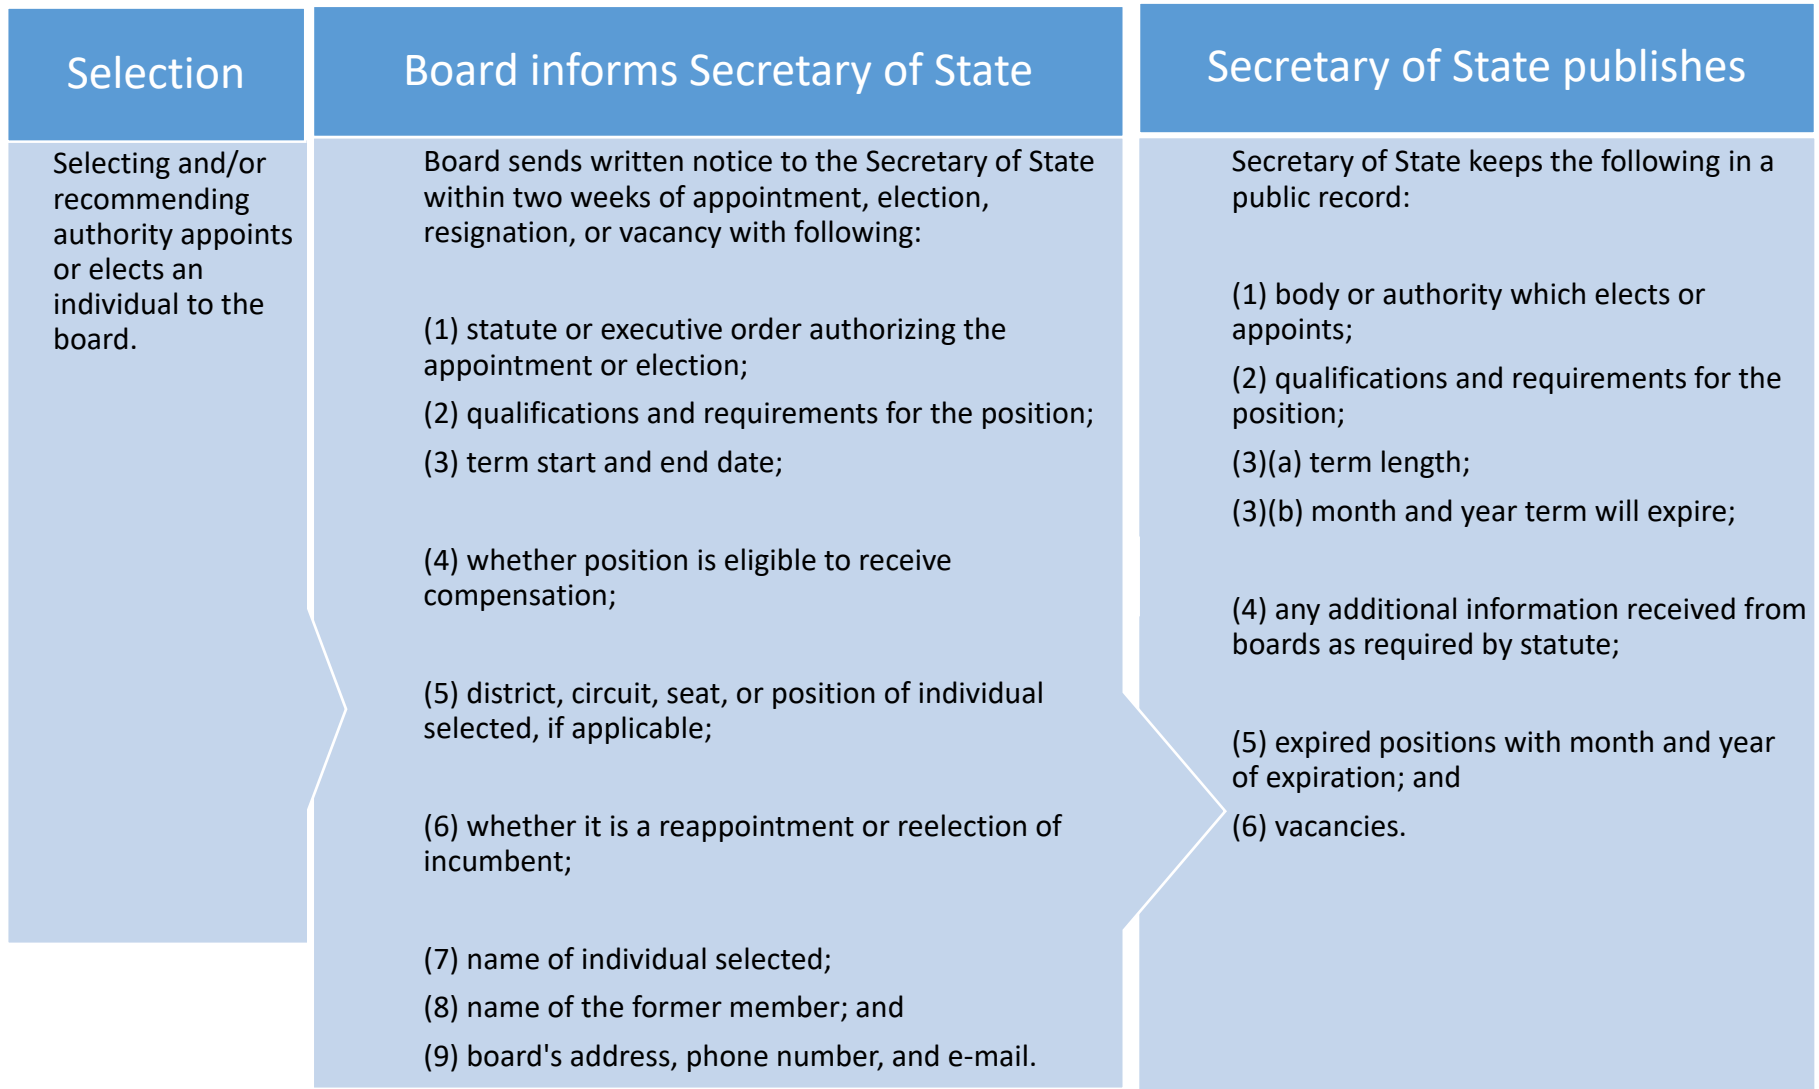 Selection
Selecting and/or
recommending
authority appoints
or elects an
individual to the
board.
Board informs Secretary of State
Board sends written notice to the Secretary of State
within two weeks of appointment, election,
resignation, or vacancy with following:
(1) statute or executive order authorizing the
appointment or election;
(2) qualifications and requirements for the position;
(3) term start and end date;
(4) whether position is eligible to receive
compensation;
(5) district, circuit, seat, or position of individual
selected, if applicable;
(6) whether it is a reappointment or reelection of
incumbent;
(7) name of individual selected;
(8) name of the former member; and
(9) board's address, phone number, and e-mail.
Secretary of State publishes
Secretary of State keeps the following in a
public record:
(1) body or authority which elects or
appoints;
(2) qualifications and requirements for the
position;
(3)(a) term length;
(3)(b) month and year term will expire;
(4) any additional information received from
boards as required by statute;
(5) expired positions with month and year
of expiration; and
(6) vacancies.